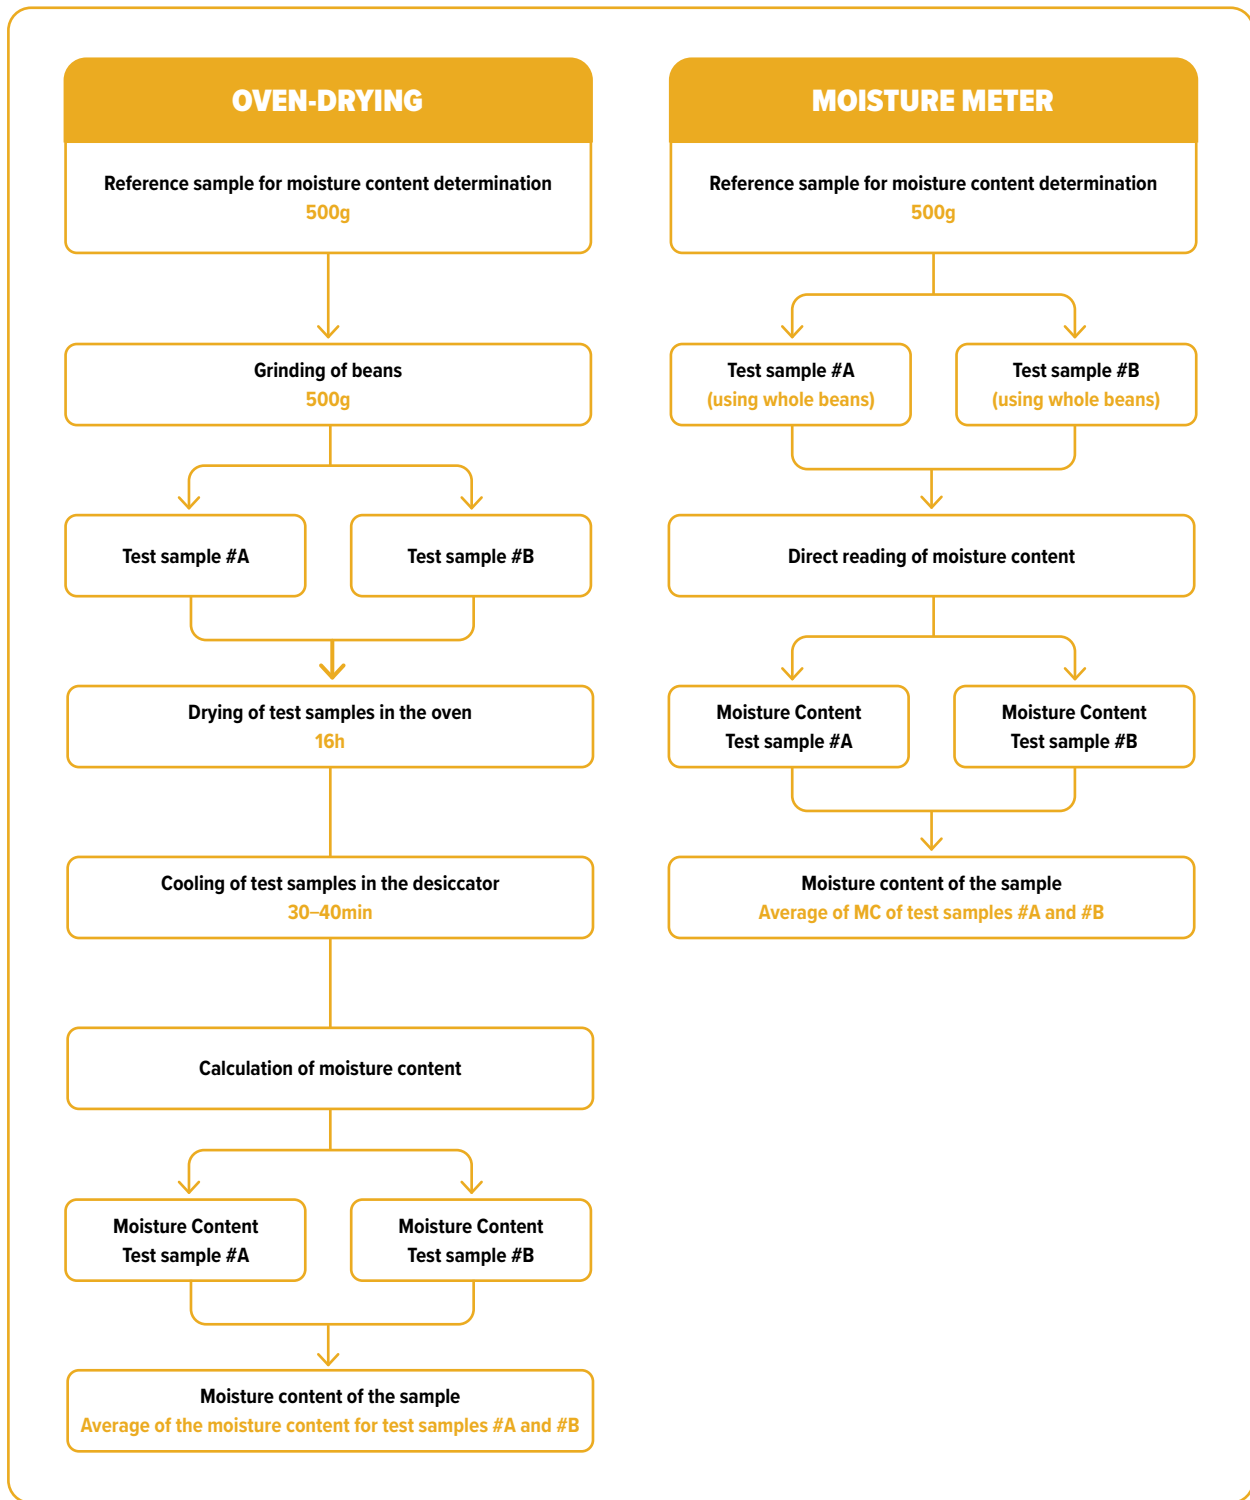 OVEN-DRYING
Reference sample for moisture content determination
500g
Grinding of beans
500g
Test sample #A
Test sample #B
Drying of test samples in the oven
16h
Cooling of test samples in the desiccator
30–40min
Calculation of moisture content
Moisture Content
Test sample #A
Moisture Content
Test sample #B
Moisture content of the sample
Average of the moisture content for test samples #A and #B
MOISTURE METER
Reference sample for moisture content determination
500g
Test sample #A
(using whole beans)
Test sample #B
(using whole beans)
Direct reading of moisture content
Moisture Content
Test sample #A
Moisture Content
Test sample #B
Moisture content of the sample
Average of MC of test samples #A and #B